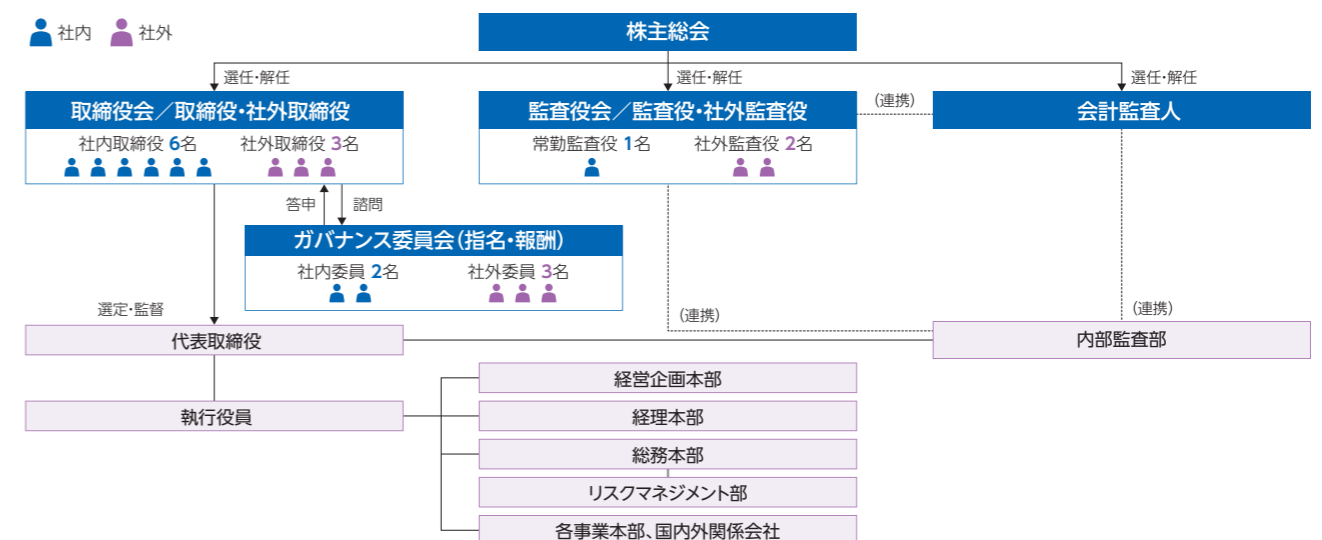 社内 社外
株主総会
選任・解任 選任・解任 選任・解任
取締役会／取締役・社外取締役
社内取締役 6名 社外取締役 3名
監査役会／監査役・社外監査役
常勤監査役 1名 社外監査役 2名
（連携）
会計監査人
答申 諮問
ガバナンス委員会（指名・報酬）
社内委員 2名 社外委員 3名
選定・監督
（連携）
（連携）
代表取締役
内部監査部
執行役員
経営企画本部
経理本部
総務本部
リスクマネジメント部
各事業本部、国内外関係会社